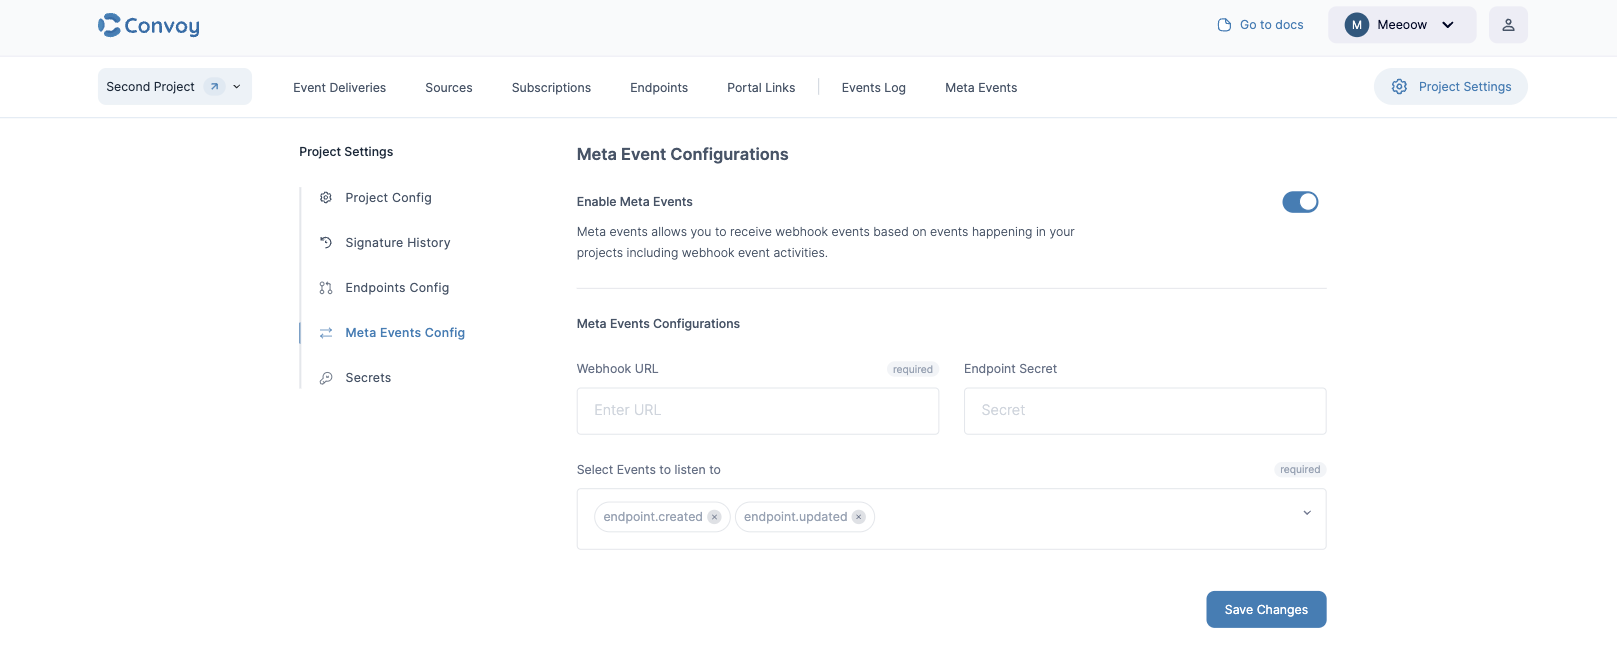 Convoy
Go to docs
M Meeoow
Second Project
Event Deliveries
Sources
Subscriptions
Endpoints
Portal Links
Events Log
Meta Events
Project Settings
Project Settings
Project Config
Signature History
Endpoints Config
Meta Events Config
Secrets
Meta Event Configurations
Enable Meta Events
Meta events allows you to receive webhook events based on events happening in your
projects including webhook event activities.
Meta Events Configurations
Webhook URL required
Enter URL
Endpoint Secret
Secret
Select Events to listen to required
endpoint.created endpoint.updated
Save Changes